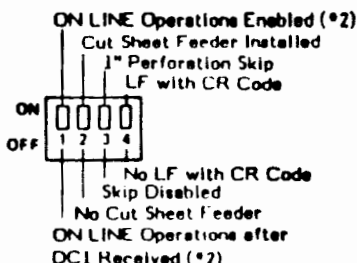 ON LINE Operations Enabled (*2)
Cut Sheet Feeder Installed
1" Perforation Skip
LF with CR Code
ON
OFF
1 2 3 4
No LF with CR Code
Skip Disabled
No Cut Sheet Feeder
ON LINE Operations after
DC1 Received (*2)